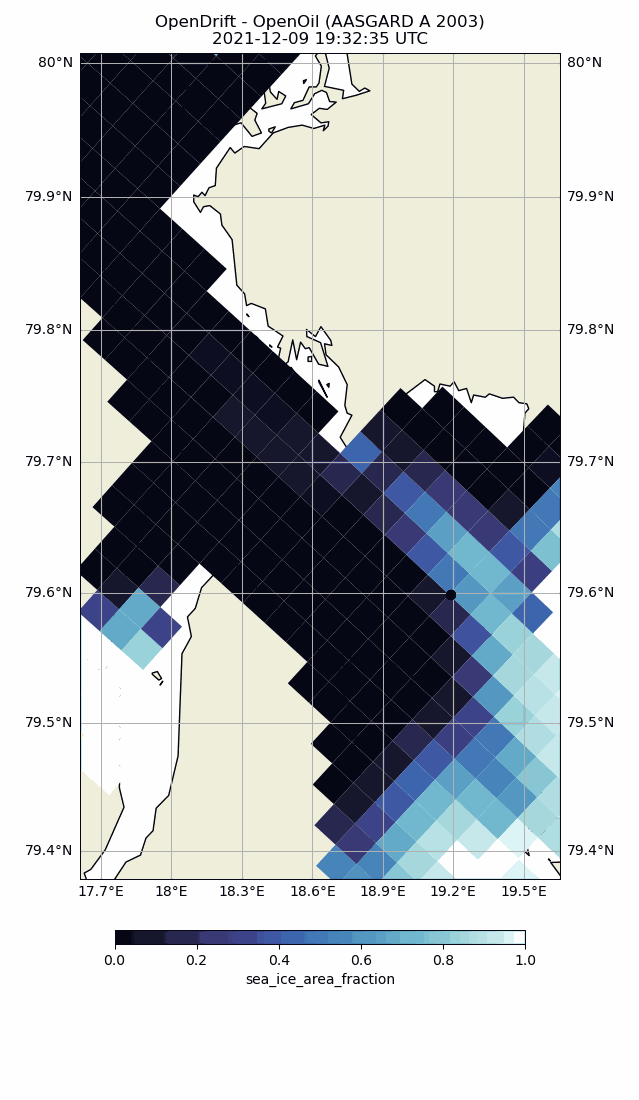 OpenDrift - OpenOil (AASGARD A 2003)
2021-12-09 19:32:35 UTC
80°N 80°N
79.9°N 79.9°N
79.8°N 79.8°N
79.7°N 79.7°N
79.6°N 79.6°N
79.5°N 79.5°N
79.4°N 79.4°N
17.7°E 18°E 18.3°E 18.6°E 18.9°E 19.2°E 19.5°E
0.0 0.2 0.4 0.6 0.8 1.0
sea_ice_area_fraction